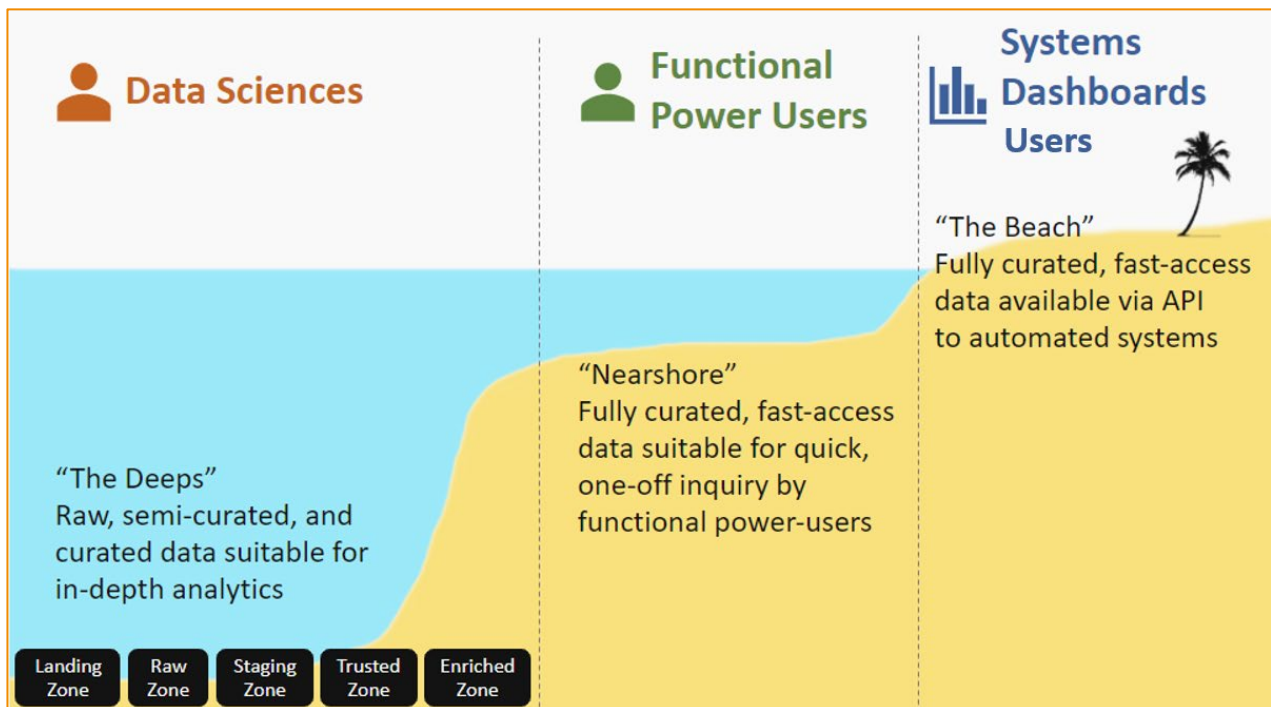 Data Sciences
Functional
Power Users
Systems
Dashboards
Users
“The Beach”
Fully curated, fast-access
data available via API
to automated systems
“Nearshore”
Fully curated, fast-access
data suitable for quick,
one-off inquiry by
functional power-users
“The Deeps”
Raw, semi-curated, and
curated data suitable for
in-depth analytics
Landing
Zone
Raw
Zone
Staging
Zone
Trusted
Zone
Enriched
Zone